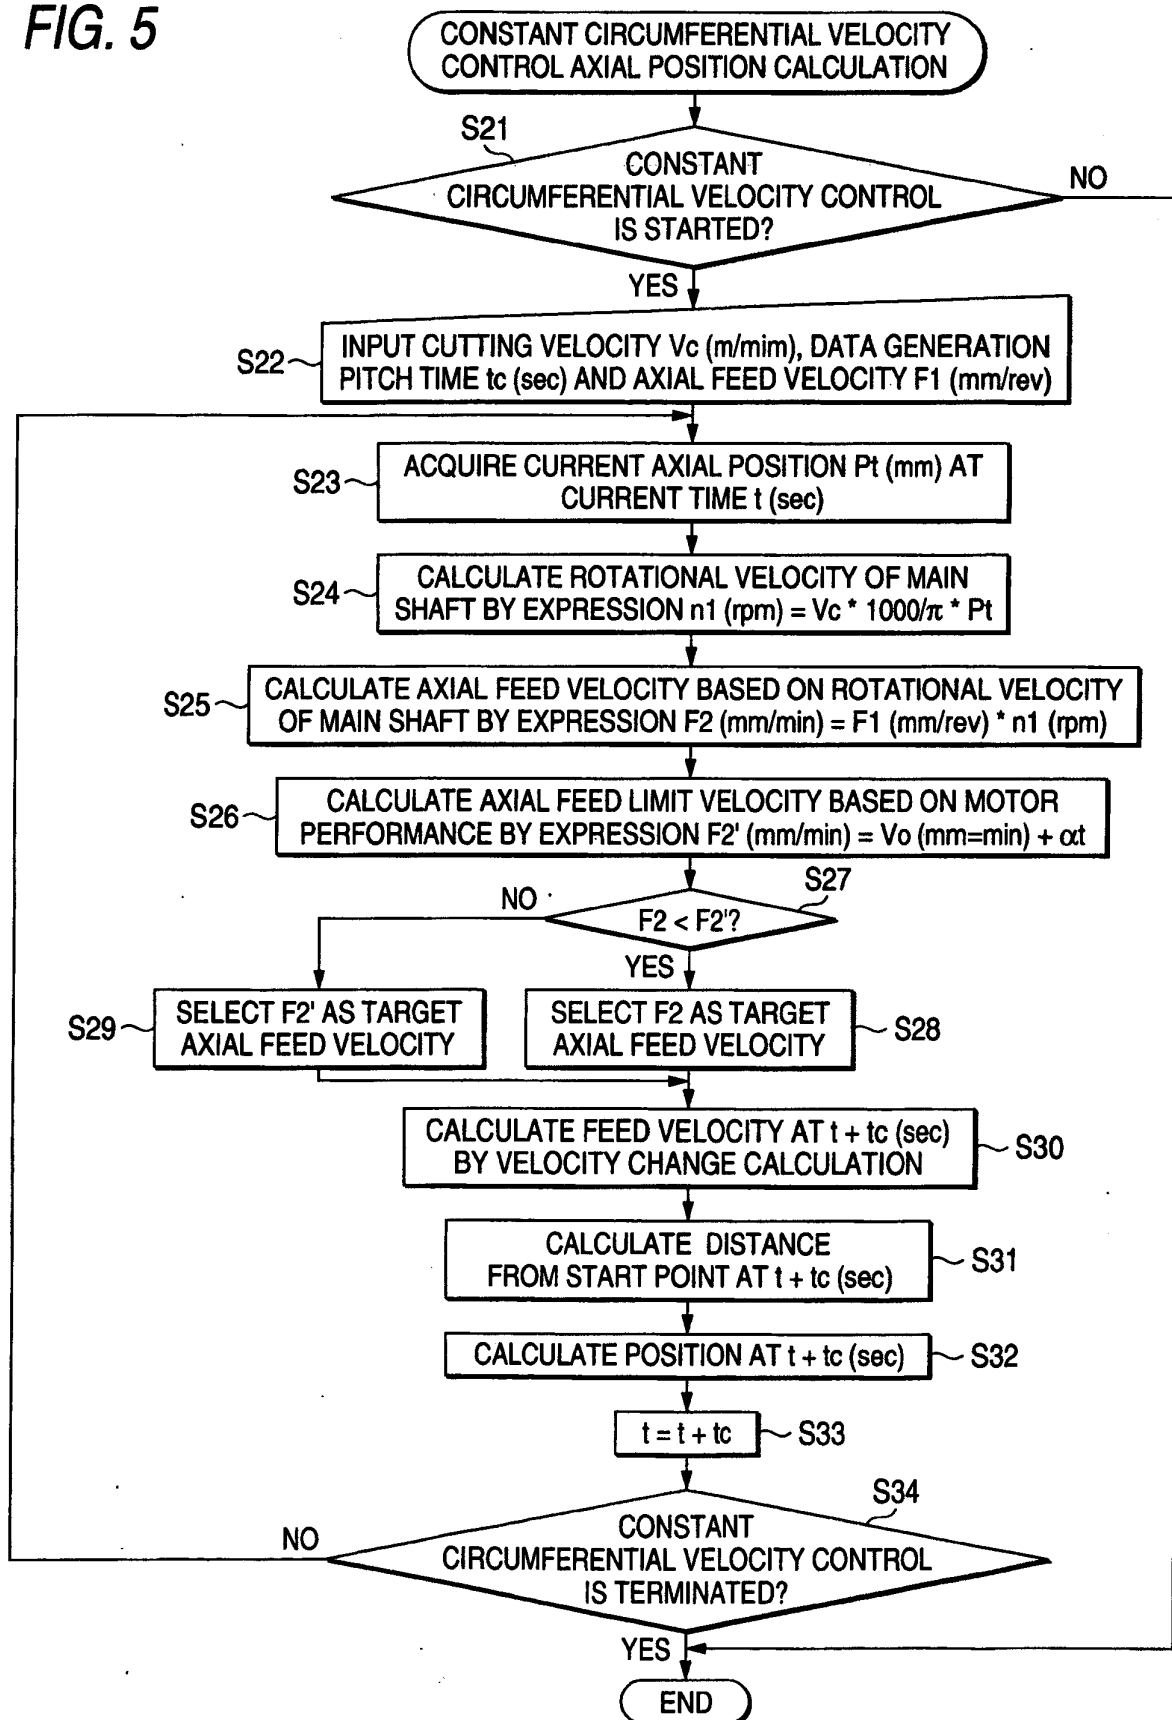 FIG. 5
CONSTANT CIRCUMFERENTIAL VELOCITY
CONTROL AXIAL POSITION CALCULATION
S21
CONSTANT
CIRCUMFERENTIAL VELOCITY CONTROL
IS STARTED?
NO
YES
S22
INPUT CUTTING VELOCITY Vc (m/mim), DATA GENERATION
PITCH TIME tc (sec) AND AXIAL FEED VELOCITY F1 (mm/rev)
S23
ACQUIRE CURRENT AXIAL POSITION Pt (mm) AT
CURRENT TIME t (sec)
S24
CALCULATE ROTATIONAL VELOCITY OF MAIN
SHAFT BY EXPRESSION n1 (rpm) = Vc * 1000/π * Pt
S25
CALCULATE AXIAL FEED VELOCITY BASED ON ROTATIONAL VELOCITY
OF MAIN SHAFT BY EXPRESSION F2 (mm/min) = F1 (mm/rev) * n1 (rpm)
S26
CALCULATE AXIAL FEED LIMIT VELOCITY BASED ON MOTOR
PERFORMANCE BY EXPRESSION F2' (mm/min) = Vo (mm=min) + αt
S27
NO
F2 < F2'?
YES
S29
SELECT F2' AS TARGET
AXIAL FEED VELOCITY
SELECT F2 AS TARGET
AXIAL FEED VELOCITY
S28
CALCULATE FEED VELOCITY AT t + tc (sec)
BY VELOCITY CHANGE CALCULATION
S30
CALCULATE DISTANCE
FROM START POINT AT t + tc (sec)
S31
CALCULATE POSITION AT t + tc (sec)
S32
t = t + tc
S33
S34
NO
CONSTANT
CIRCUMFERENTIAL VELOCITY CONTROL
IS TERMINATED?
YES
END